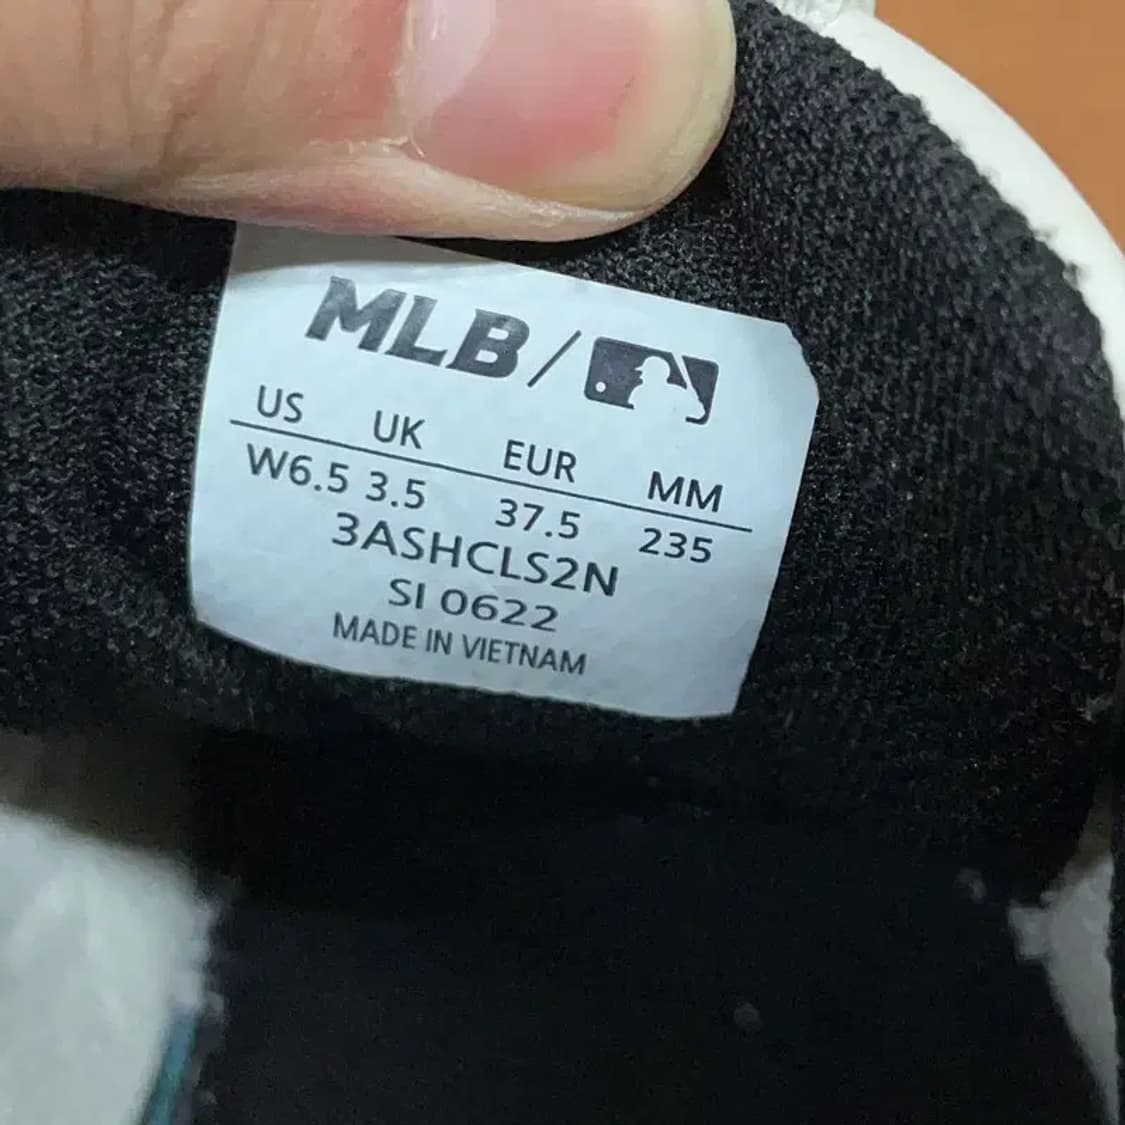 MLB /
US UK EUR MM
W6.5 3.5 37.5 235
3ASHCLS2N
SI 0622
MADE IN VIETNAM